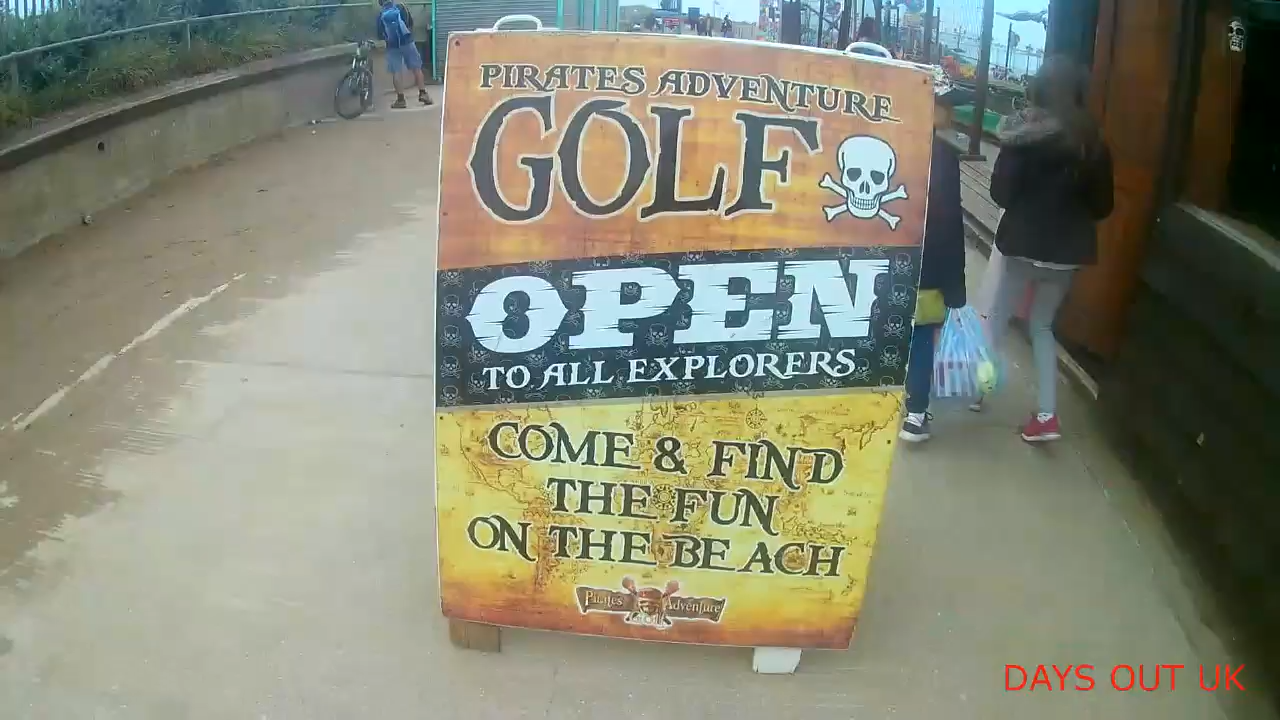 PIRATES ADVENTURE
GOLF
OPEN
TO ALL EXPLORERS
COME & FIND
THE FUN
ON THE BEACH
Pirates Adventure
DAYS OUT UK